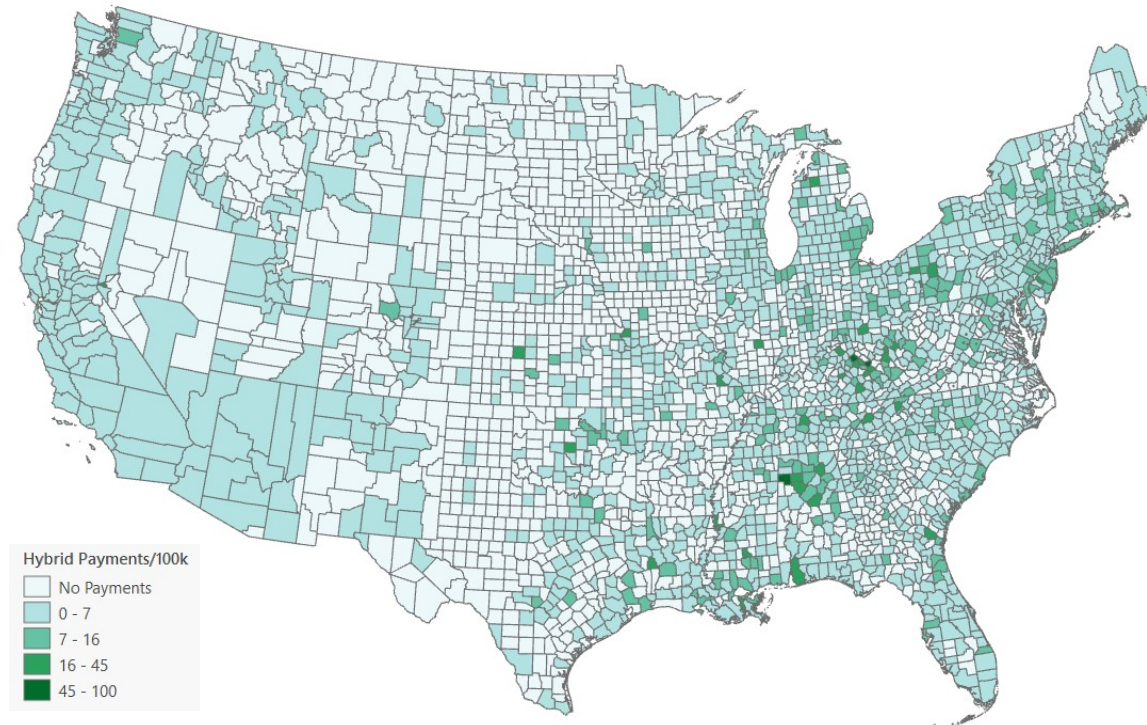 Hybrid Payments/100k
No Payments
0 - 7
7 - 16
16 - 45
45 - 100